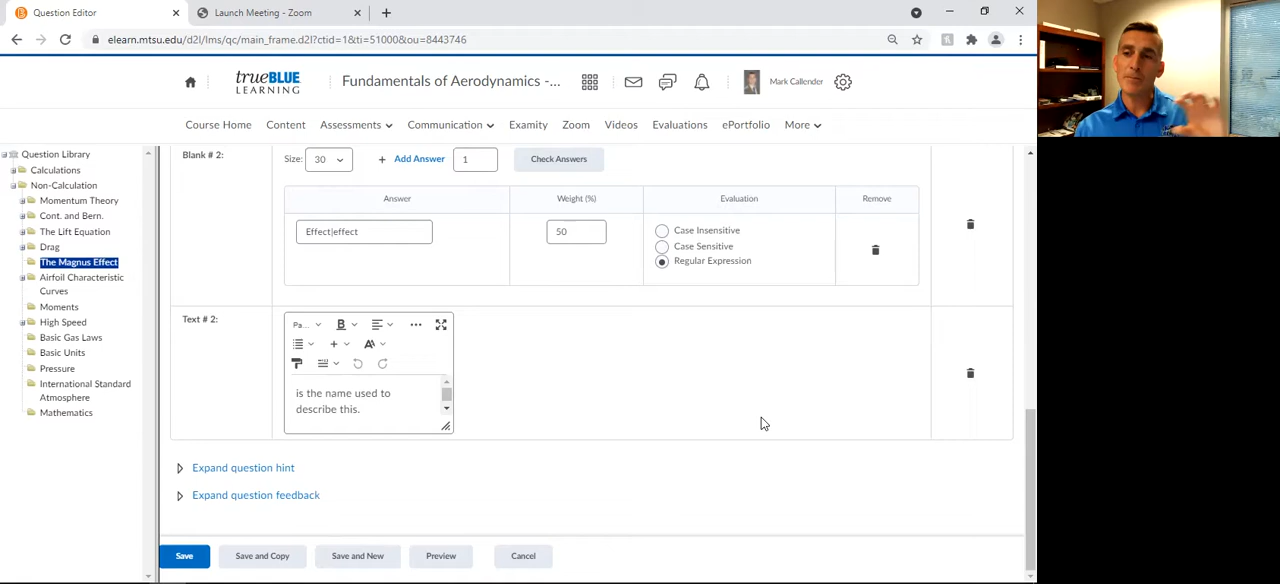 Question Editor
Launch Meeting - Zoom
elearn.mtsu.edu/d2l/lms/qc/main_frame.d2l?ctid=1&ti=51000&ou=8443746
trueBLUE
LEARNING
Fundamentals of Aerodynamics -...
Mark Callender
Course Home
Content
Assessments
Communication
Examity
Zoom
Videos
Evaluations
ePortfolio
More
Question Library
Calculations
Non-Calculation
Momentum Theory
Cont. and Bern.
The Lift Equation
Drag
The Magnus Effect
Airfoil Characteristic
Curves
Moments
High Speed
Basic Gas Laws
Basic Units
Pressure
International Standard
Atmosphere
Mathematics
Blank # 2:
Size: 30
+ Add Answer 1
Check Answers
Answer
Weight (%)
Evaluation
Remove
Effect|effect
50
Case Insensitive
Case Sensitive
Regular Expression
Text # 2:
Pa...
B
is the name used to
describe this.
Expand question hint
Expand question feedback
Save
Save and Copy
Save and New
Preview
Cancel